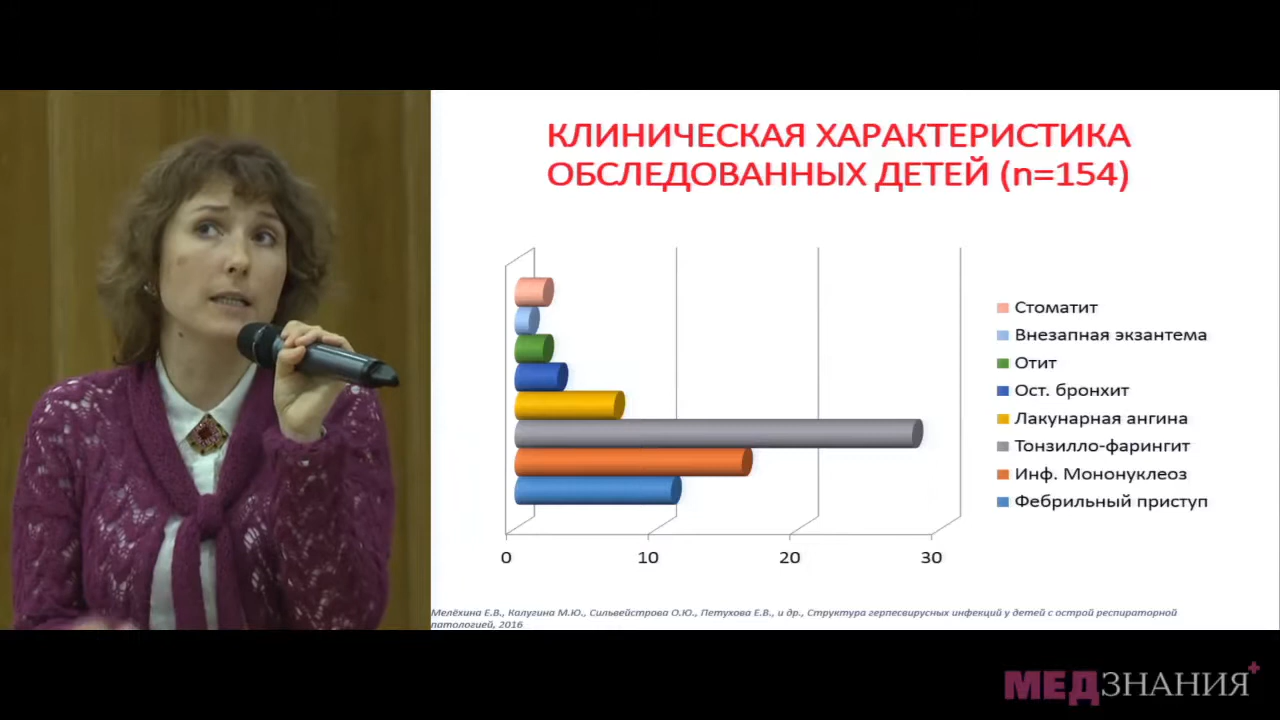 КЛИНИЧЕСКАЯ ХАРАКТЕРИСТИКА
ОБСЛЕДОВАННЫХ ДЕТЕЙ (n=154)
Стоматит
Внезапная экзантема
Отит
Ост. бронхит
Лакунарная ангина
Тонзилло-фарингит
Инф. Мононуклеоз
Фебрильный приступ
0 10 20 30
Мелёхина Е.В., Калугина М.Ю., Сильвейстрова О.Ю., Петухова Е.В., и др., Структура герпесвирусных инфекций у детей с острой респираторной
патологией, 2016
МЕДЗНАНИЯ+